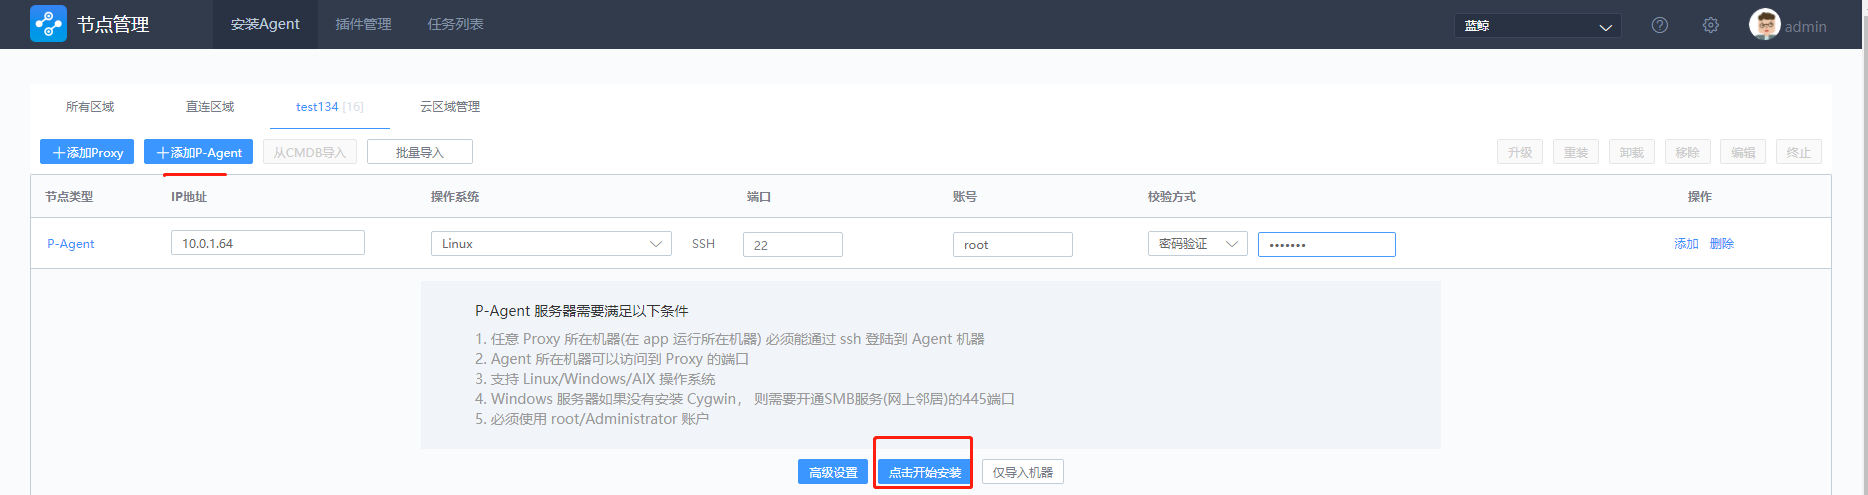 节点管理 安装Agent 插件管理 任务列表 蓝鲸 admin
所有区域 直连区域 test134 [16] 云区域管理
＋添加Proxy ＋添加P-Agent 从CMDB导入 批量导入 升级 重装 卸载 移除 编辑 终止
节点类型 IP地址 操作系统 端口 账号 校验方式 操作
P-Agent 10.0.1.64 Linux SSH 22 root 密码验证 ••••••• 添加 删除
P-Agent 服务器需要满足以下条件
1. 任意 Proxy 所在机器(在 app 运行所在机器) 必须能通过 ssh 登陆到 Agent 机器
2. Agent 所在机器可以访问到 Proxy 的端口
3. 支持 Linux/Windows/AIX 操作系统
4. Windows 服务器如果没有安装 Cygwin， 则需要开通SMB服务(网上邻居)的445端口
5. 必须使用 root/Administrator 账户
高级设置 点击开始安装 仅导入机器